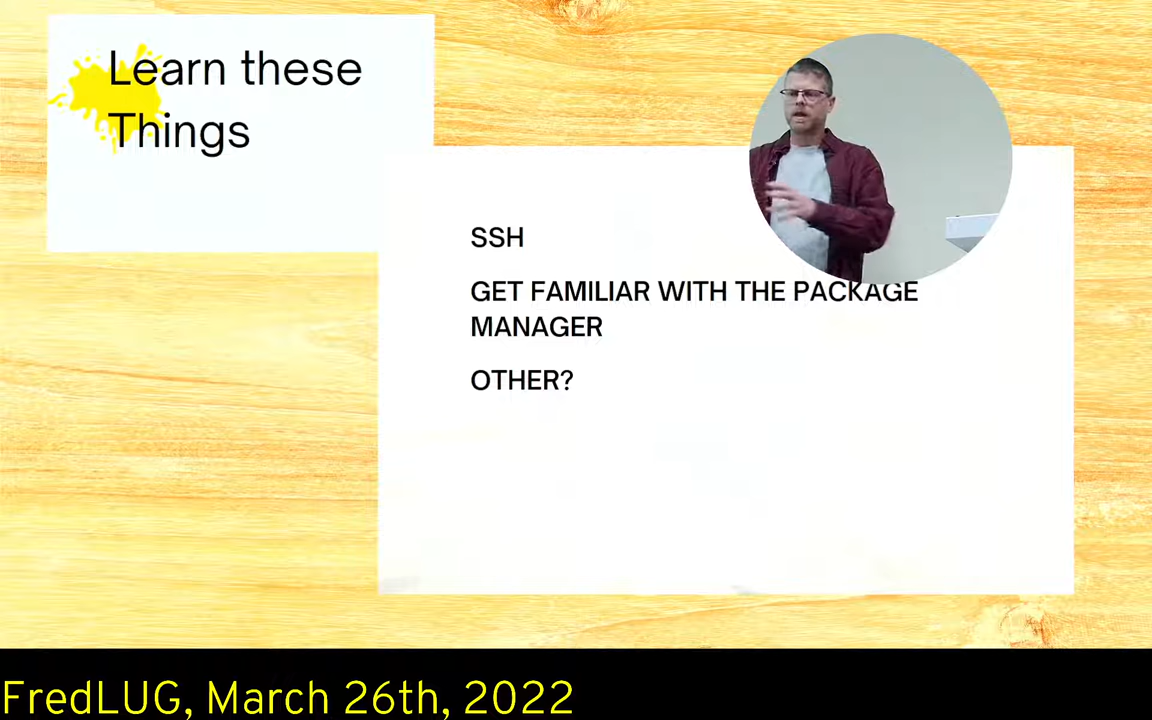 Learn these
Things
SSH
GET FAMILIAR WITH THE PACKAGE
MANAGER
OTHER?
FredLUG, March 26th, 2022